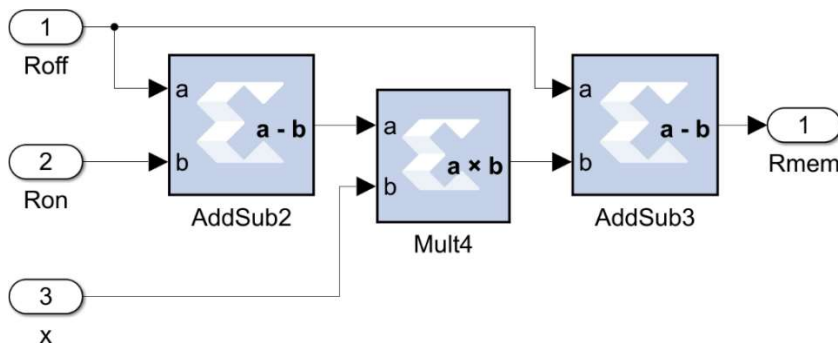 1
Roff
a
b
a - b
AddSub2
2
Ron
a
b
a × b
Mult4
a
b
a - b
AddSub3
1
Rmem
3
x